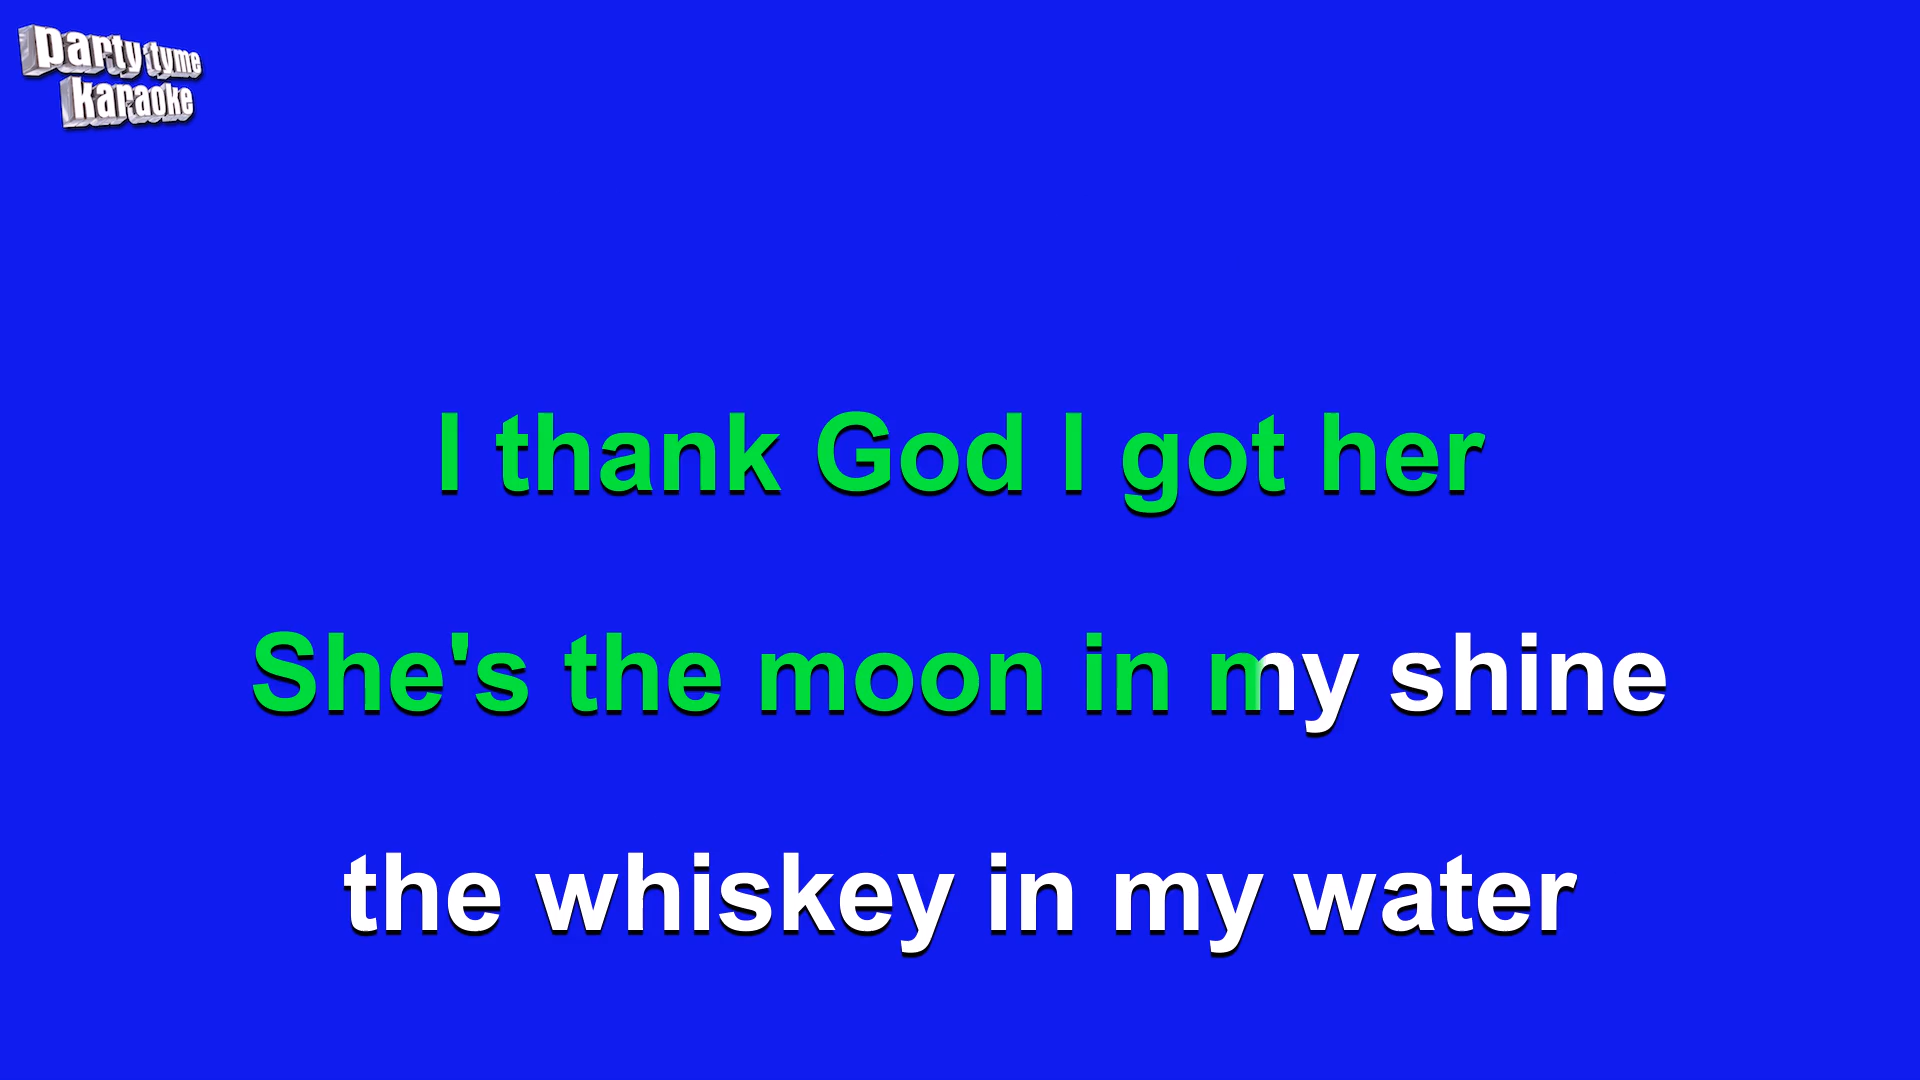 party tyme
karaoke
I thank God I got her
She's the moon in my shine
the whiskey in my water